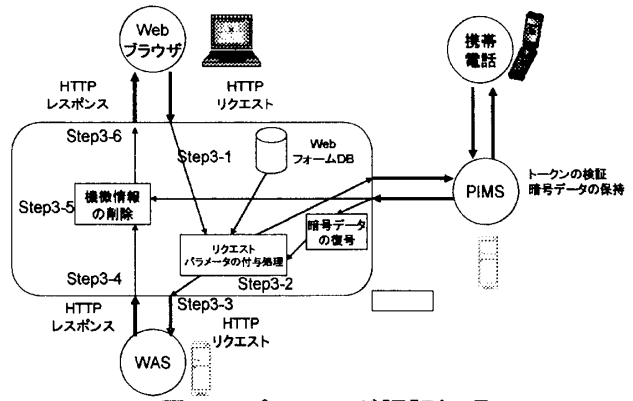 Web
ブラウザ
携帯
電話
HTTP
レスポンス
HTTP
リクエスト
Step3-6
Step3-1
Web
フォームDB
トークンの検証
暗号データの保持
PIMS
Step3-5
機微情報
の削除
暗号データ
の復号
リクエスト
パラメータの付与処理
Step3-4
Step3-2
Step3-3
HTTP
レスポンス
HTTP
リクエスト
WAS